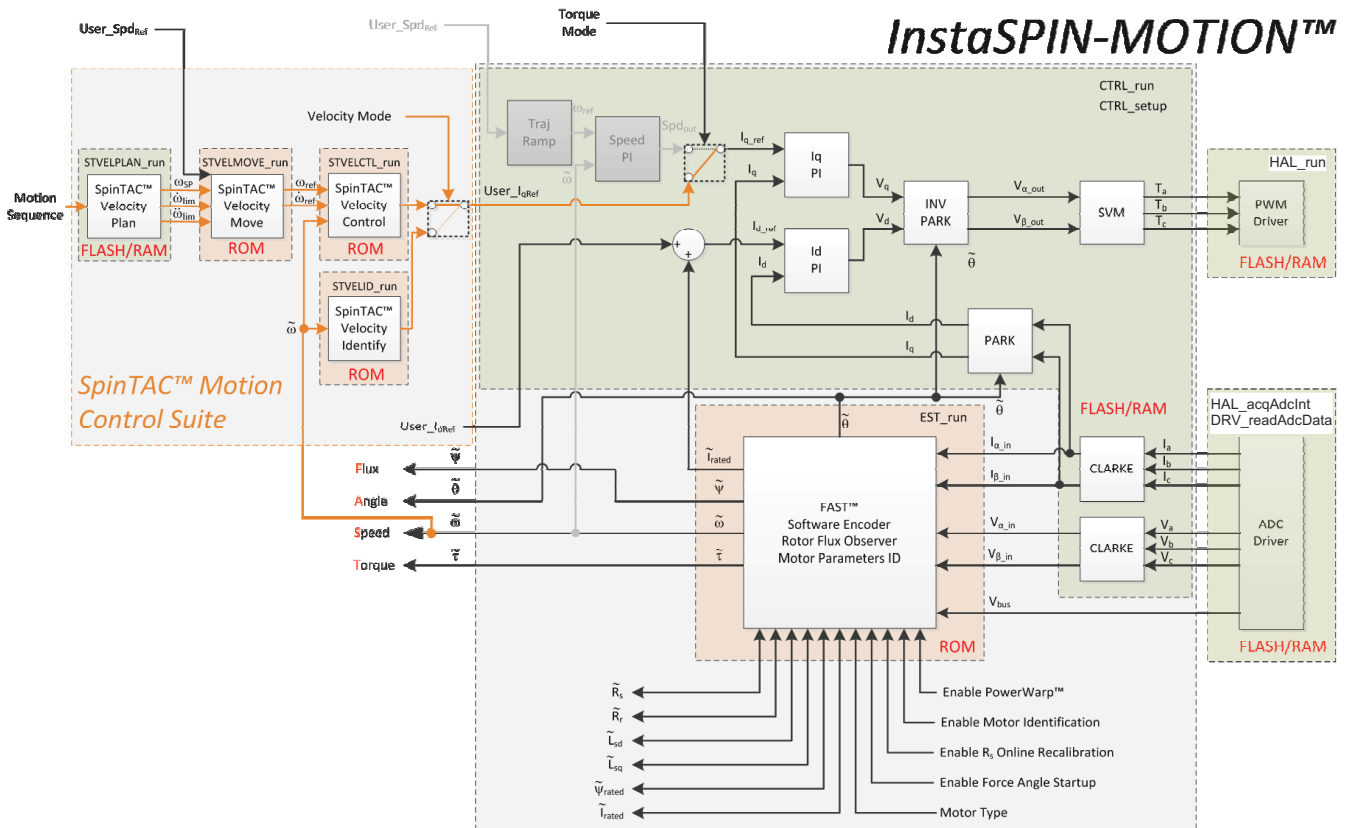 InstaSPIN-MOTION™
User_SpdRef
User_SpdRef
Torque
Mode
CTRL_run
CTRL_setup
Velocity Mode
Traj
Ramp
ωref
Speed
PI
Spdout
ω̃
Iq_ref
Iq
Iq
PI
Vq
Id_ref
Id
Id
PI
Vd
INV
PARK
θ̃
Vα_out
Vβ_out
SVM
Ta
Tb
Tc
HAL_run
PWM
Driver
FLASH/RAM
Motion
Sequence
STVELPLAN_run
SpinTAC™
Velocity
Plan
FLASH/RAM
ωSP
ω̇lim
ω̈lim
STVELMOVE_run
SpinTAC™
Velocity
Move
ROM
ωref
ω̇ref
STVELCTL_run
SpinTAC™
Velocity
Control
ROM
User_IqRef
STVELID_run
SpinTAC™
Velocity
Identify
ROM
ω̃
SpinTAC™ Motion
Control Suite
User_IdRef
Id
Iq
PARK
θ̃
FLASH/RAM
θ̃
EST_run
Ĩrated
ψ̃
ω̃
τ̃
FAST™
Software Encoder
Rotor Flux Observer
Motor Parameters ID
ROM
Iα_in
Iβ_in
Vα_in
Vβ_in
Vbus
CLARKE
CLARKE
Ia
Ib
Ic
Va
Vb
Vc
HAL_acqAdcInt
DRV_readAdcData
ADC
Driver
FLASH/RAM
Flux
Ψ̃
Angle
θ̃
Speed
ω̃
Torque
τ̃
R̃s
R̃r
L̃sd
L̃sq
ψ̃rated
Ĩrated
Enable PowerWarp™
Enable Motor Identification
Enable Rs Online Recalibration
Enable Force Angle Startup
Motor Type